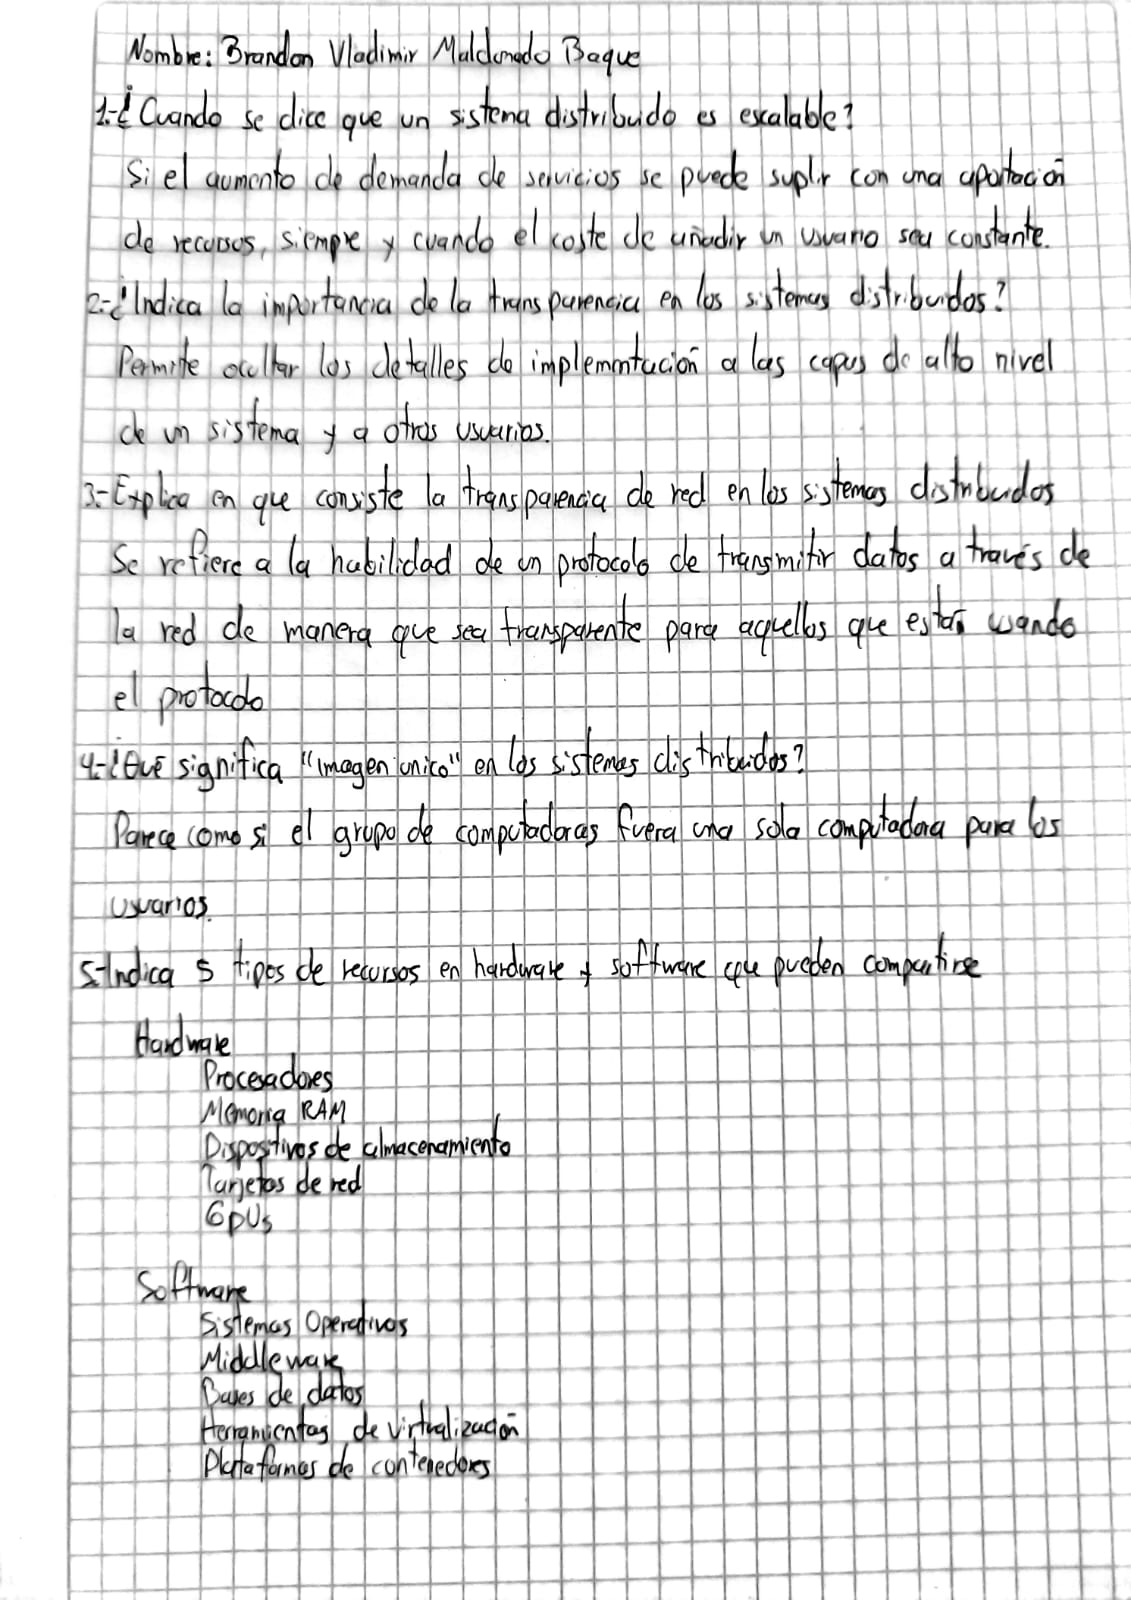 Nombre: Brandon Vladimir Maldonado Baque
1.-¿Cuando se dice que un sistema distribuido es escalable?
Si el aumento de demanda de servicios se puede suplir con una aportación
de recursos, siempre y cuando el coste de añadir un usuario sea constante.
2.-¿Indica la importancia de la transparencia en los sistemas distribuidos?
Permite ocultar los detalles de implementación a las capas de alto nivel
de un sistema y a otros usuarios.
3.-Explica en que consiste la transparencia de red en los sistemas distribuidos
Se refiere a la habilidad de un protocolo de transmitir datos a través de
la red de manera que sea transparente para aquellos que están usando
el protocolo
4.-¿Qué significa "imagen unico" en los sistemas distribuidos?
Parece como si el grupo de computadoras fuera una sola computadora para los
usuarios.
5.-Indica 5 tipos de recursos en hardware y software que pueden compartirse
Hardware
Procesadores
Memoria RAM
Dispositivos de almacenamiento
Tarjetas de red
GPUs
Software
Sistemas Operativos
Middleware
Bases de datos
Herramientas de virtualización
Plataformas de contenedores